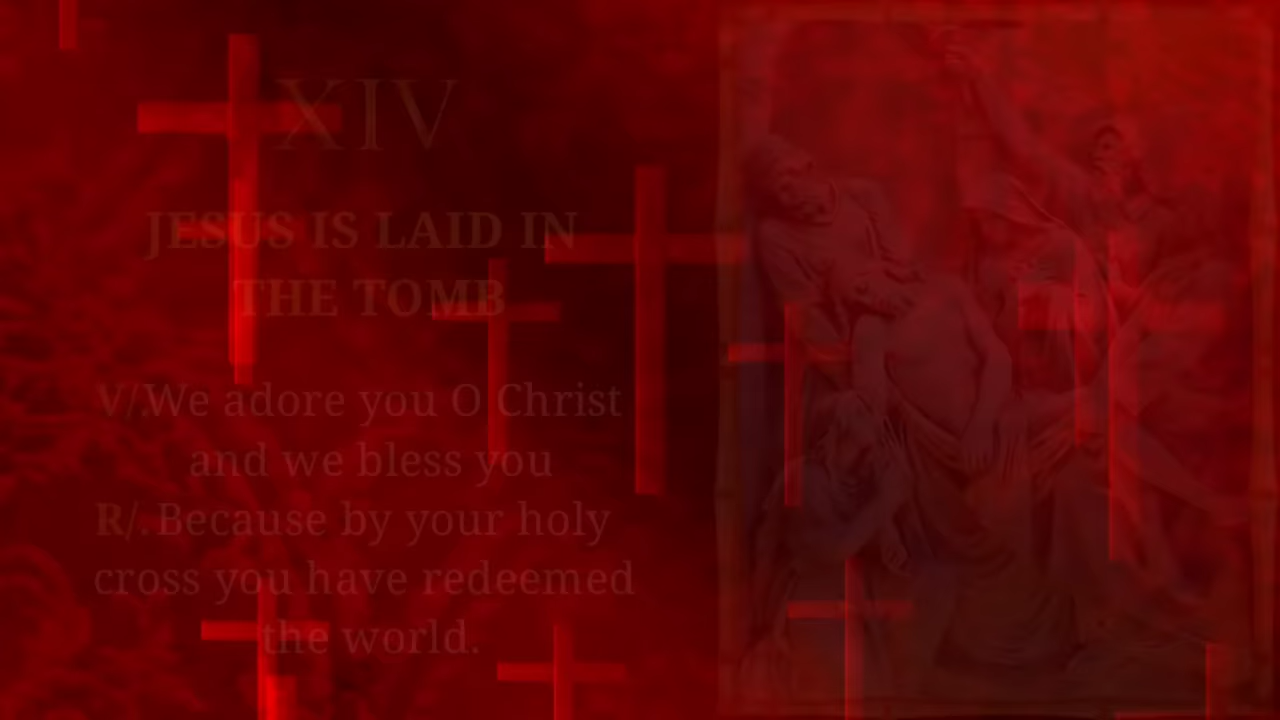 XIV
JESUS IS LAID IN
THE TOMB
V/.We adore you O Christ
and we bless you
R/. Because by your holy
cross you have redeemed
the world.